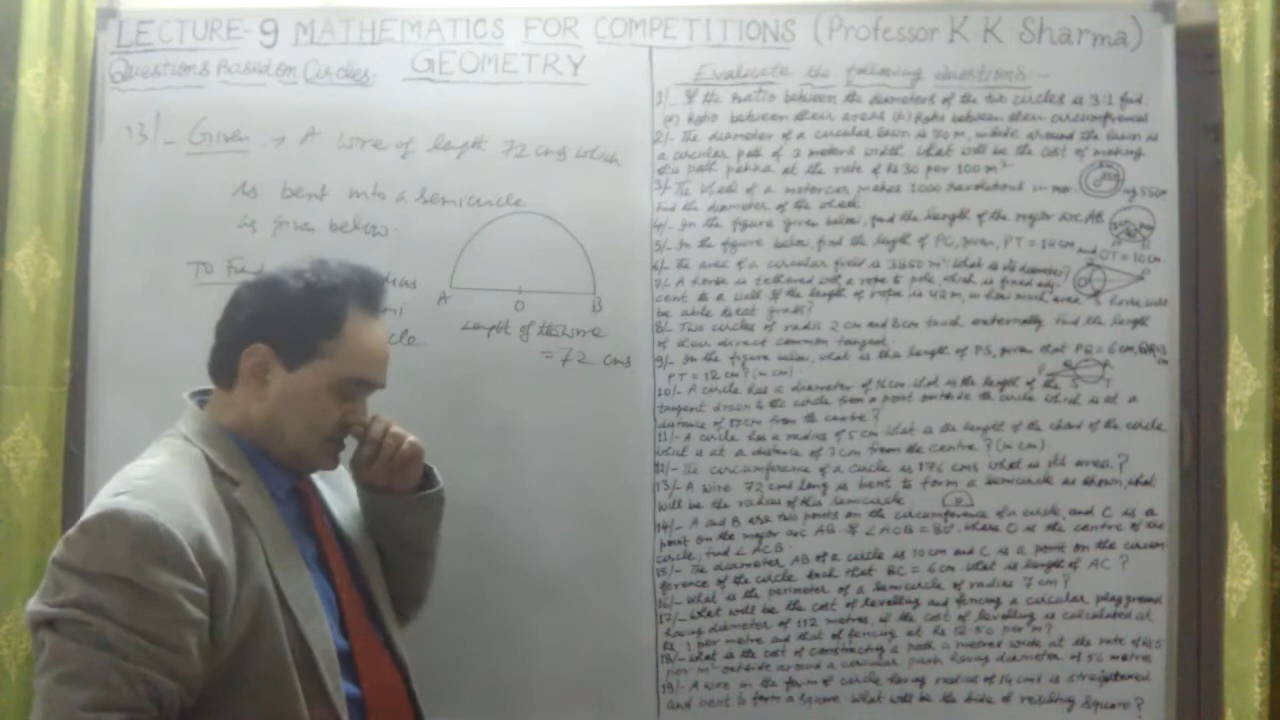 LECTURE-9 MATHEMATICS FOR COMPETITIONS (Professor K K Sharma)
Questions Based on Circles:
GEOMETRY
13/- Given → A wire of length 72 cms which
is bent into a semicircle
as given below.
To Find
A
O
B
Length of the wire
= 72 cms
Evaluate the following Questions:-
1/- If the ratio between the diameters of the two circles is 3:1 find.
(a) Ratio between their areas (b) Ratio between their circumferences
2/- The diameter of a circular lawn is 70 m, around the lawn is
a circular path of 3 meters width. What will be the cost of making
this path pakka at the rate of Rs 30 per 100 m²
3/- The wheel of a motorcar makes 1000 revolutions in
Find the diameter of the wheel
4/- In the figure given below, find the length of the major arc AB
5/- In the figure below, find the length of PO, given, PT = cm and OT = 10 cm.
6/- The area of a circular field is 3850 m². What is its diameter?
7/- A horse is tethered with a rope to pole, which is fixed adj-
cent to a wall if the length of rope is 42 m, in how much area horse will
be able to eat grass?
8/- Two circles of radii 2 cm and 8 cm touch externally find the length
of their direct common tangent.
9/- In the figure below, what is the length of PS, given that PQ = 6 cm,
PT = 12 cm? (in cm)
10/- A circle has a diameter of 16 cm what is the length of the
tangent drawn to the circle from a point outside the circle which is at a
distance of 17 cm from the centre?
11/- A circle has a radius of 5 cm what is the length of the chord of the circle
which is at a distance of 3 cm from the centre? (in cm)
12/- The circumference of a circle is 176 cms what is its area?
13/- A wire 72 cms long is bent to form a semicircle as shown, what
will be the radius of this semicircle
14/- A and B are two points on the circumference of a circle and C is a
point on the major arc AB if ∠AOB = 80°, where O is the centre of the
circle, find ∠ACB.
15/- The diameter AB of a circle is 10 cm and C is a point on the circum-
ference of the circle such that BC = 6 cm what is length of AC?
16/- What is the perimeter of a semicircle of radius 7 cm?
17/- What will be the cost of levelling and fencing a circular playground
having diameter of 112 metres, if the cost of levelling is calculated at
Rs 1 per metre and that of fencing at Rs 12.50 per m?
18/- What is the cost of constructing a path metres wide at the rate of Rs 5
per m² outside around a circular park having diameter of 56 metres
19/- A wire in the form of circle having radius of 14 cms is straightened
and bent to form a square. What will be the side of resulting square?